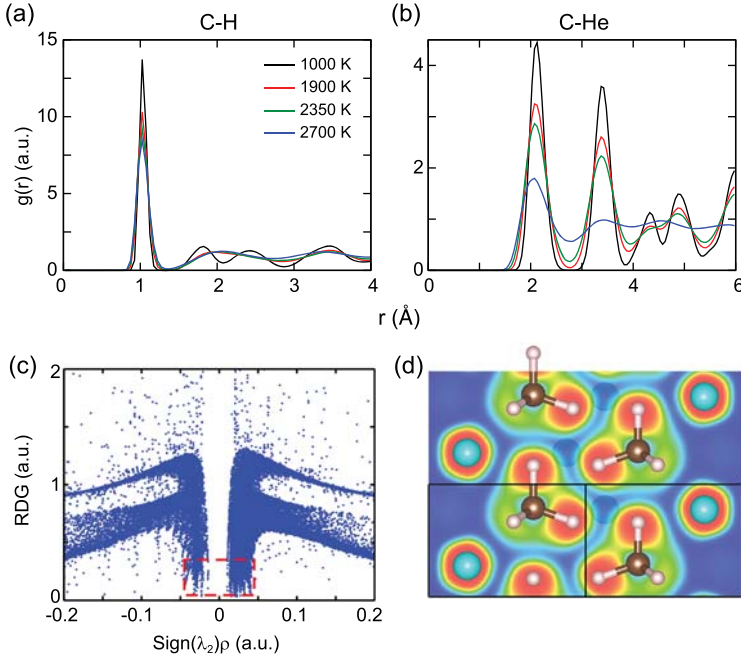 (a)
C-H
(b)
C-He
15
10
5
0
g(r) (a.u.)
1000 K
1900 K
2350 K
2700 K
0
1
2
3
4
4
2
0
0
2
4
6
r (Å)
(c)
(d)
2
1
0
RDG (a.u.)
-0.2
-0.1
0
0.1
0.2
Sign(λ₂)ρ (a.u.)